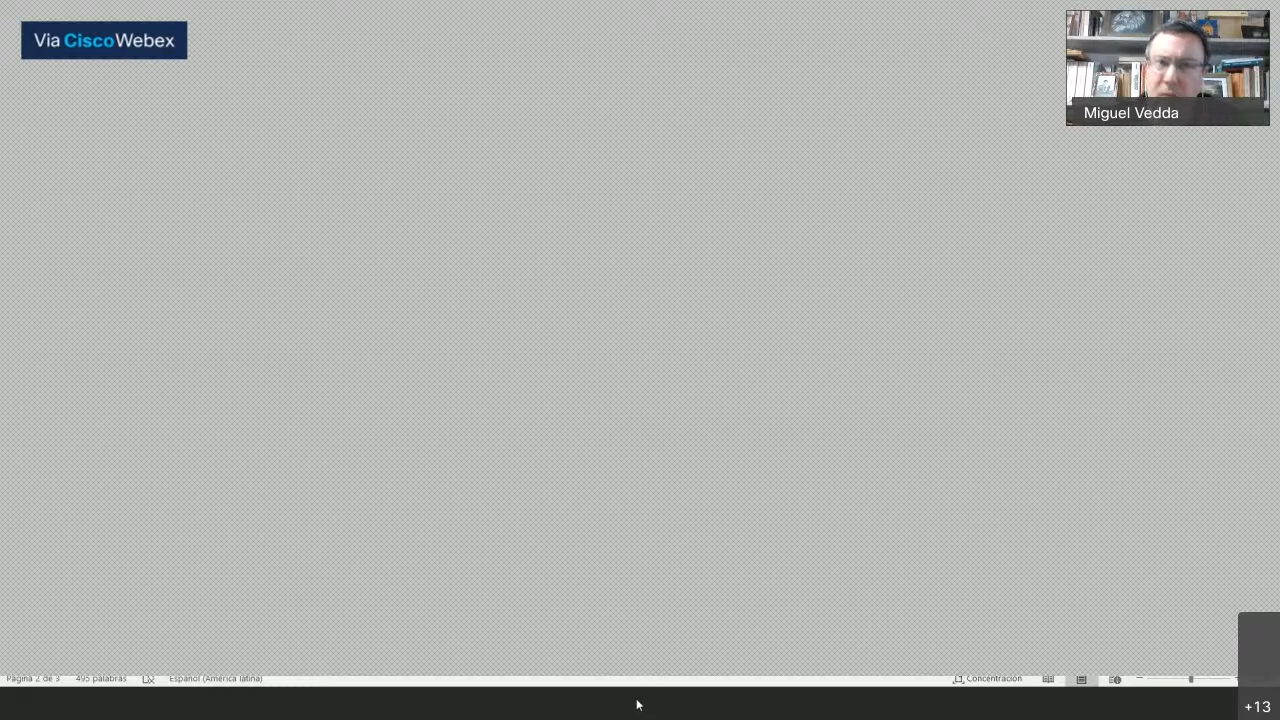 Via CiscoWebex
Miguel Vedda
Página 2 de 3 495 palabras Español (América latina) Concentración
+13